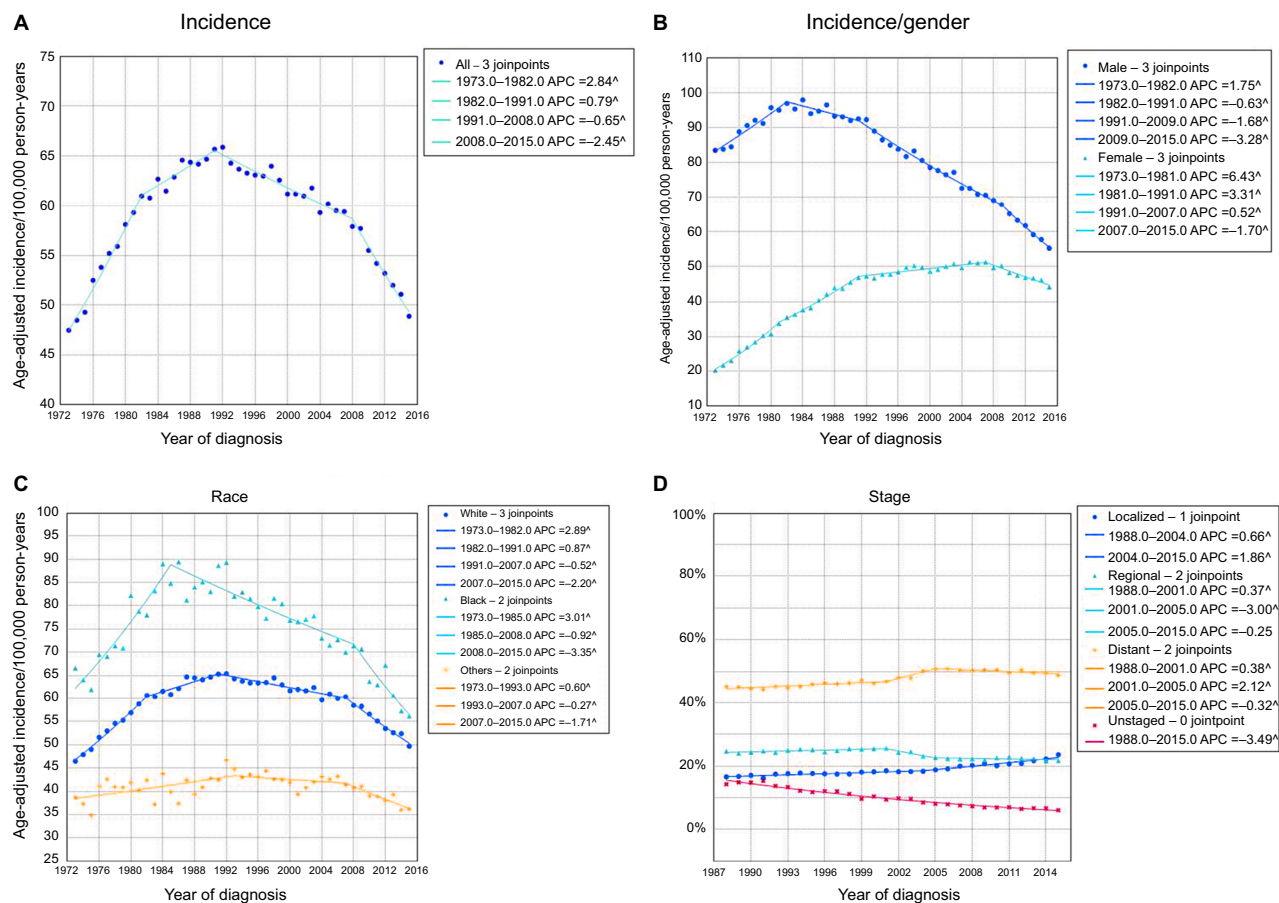 A
Incidence
Age-adjusted incidence/100,000 person-years
75
70
65
60
55
50
45
40
1972 1976 1980 1984 1988 1992 1996 2000 2004 2008 2012 2016
Year of diagnosis
All – 3 joinpoints
1973.0–1982.0 APC =2.84^
1982.0–1991.0 APC =0.79^
1991.0–2008.0 APC =–0.65^
2008.0–2015.0 APC =–2.45^
B
Incidence/gender
Age-adjusted incidence/100,000 person-years
110
100
90
80
70
60
50
40
30
20
10
1972 1976 1980 1984 1988 1992 1996 2000 2004 2008 2012 2016
Year of diagnosis
Male – 3 joinpoints
1973.0–1982.0 APC =1.75^
1982.0–1991.0 APC =–0.63^
1991.0–2009.0 APC =–1.68^
2009.0–2015.0 APC =–3.28^
Female – 3 joinpoints
1973.0–1981.0 APC =6.43^
1981.0–1991.0 APC =3.31^
1991.0–2007.0 APC =0.52^
2007.0–2015.0 APC =–1.70^
C
Race
Age-adjusted incidence/100,000 person-years
100
95
90
85
80
75
70
65
60
55
50
45
40
35
30
25
1972 1976 1980 1984 1988 1992 1996 2000 2004 2008 2012 2016
Year of diagnosis
White – 3 joinpoints
1973.0–1982.0 APC =2.89^
1982.0–1991.0 APC =0.87^
1991.0–2007.0 APC =–0.52^
2007.0–2015.0 APC =–2.20^
Black – 2 joinpoints
1973.0–1985.0 APC =3.01^
1985.0–2008.0 APC =–0.92^
2008.0–2015.0 APC =–3.35^
Others – 2 joinpoints
1973.0–1993.0 APC =0.60^
1993.0–2007.0 APC =–0.27^
2007.0–2015.0 APC =–1.71^
D
Stage
100%
80%
60%
40%
20%
0%
1987 1990 1993 1996 1999 2002 2005 2008 2011 2014
Year of diagnosis
Localized – 1 joinpoint
1988.0–2004.0 APC =0.66^
2004.0–2015.0 APC =1.86^
Regional – 2 joinpoints
1988.0–2001.0 APC =0.37^
2001.0–2005.0 APC =–3.00^
2005.0–2015.0 APC =–0.25
Distant – 2 joinpoints
1988.0–2001.0 APC =0.38^
2001.0–2005.0 APC =2.12^
2005.0–2015.0 APC =–0.32^
Unstaged – 0 jointpoint
1988.0–2015.0 APC =–3.49^